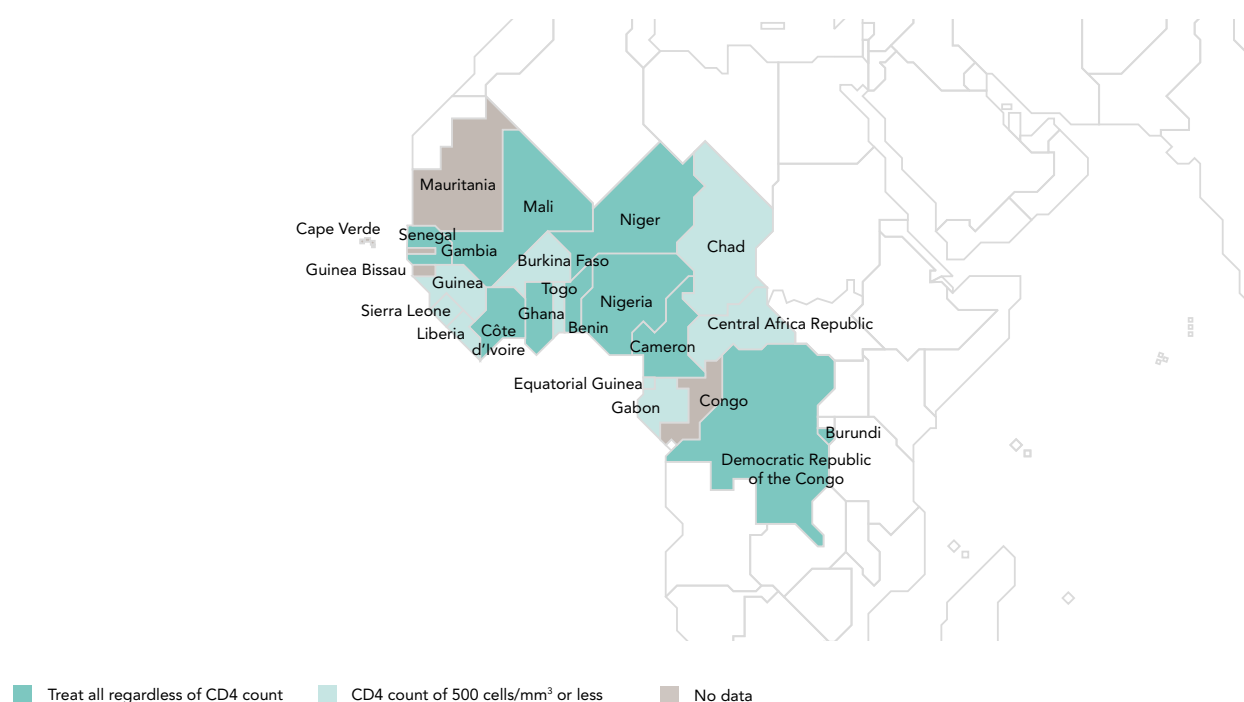 Mauritania
Mali
Niger
Cape Verde
Senegal
Chad
Gambia
Burkina Faso
Guinea Bissau
Guinea
Togo
Nigeria
Sierra Leone
Ghana
Central Africa Republic
Liberia
Côte
d’Ivoire
Benin
Cameron
Equatorial Guinea
Gabon
Congo
Burundi
Democratic Republic
of the Congo
Treat all regardless of CD4 count
CD4 count of 500 cells/mm³ or less
No data